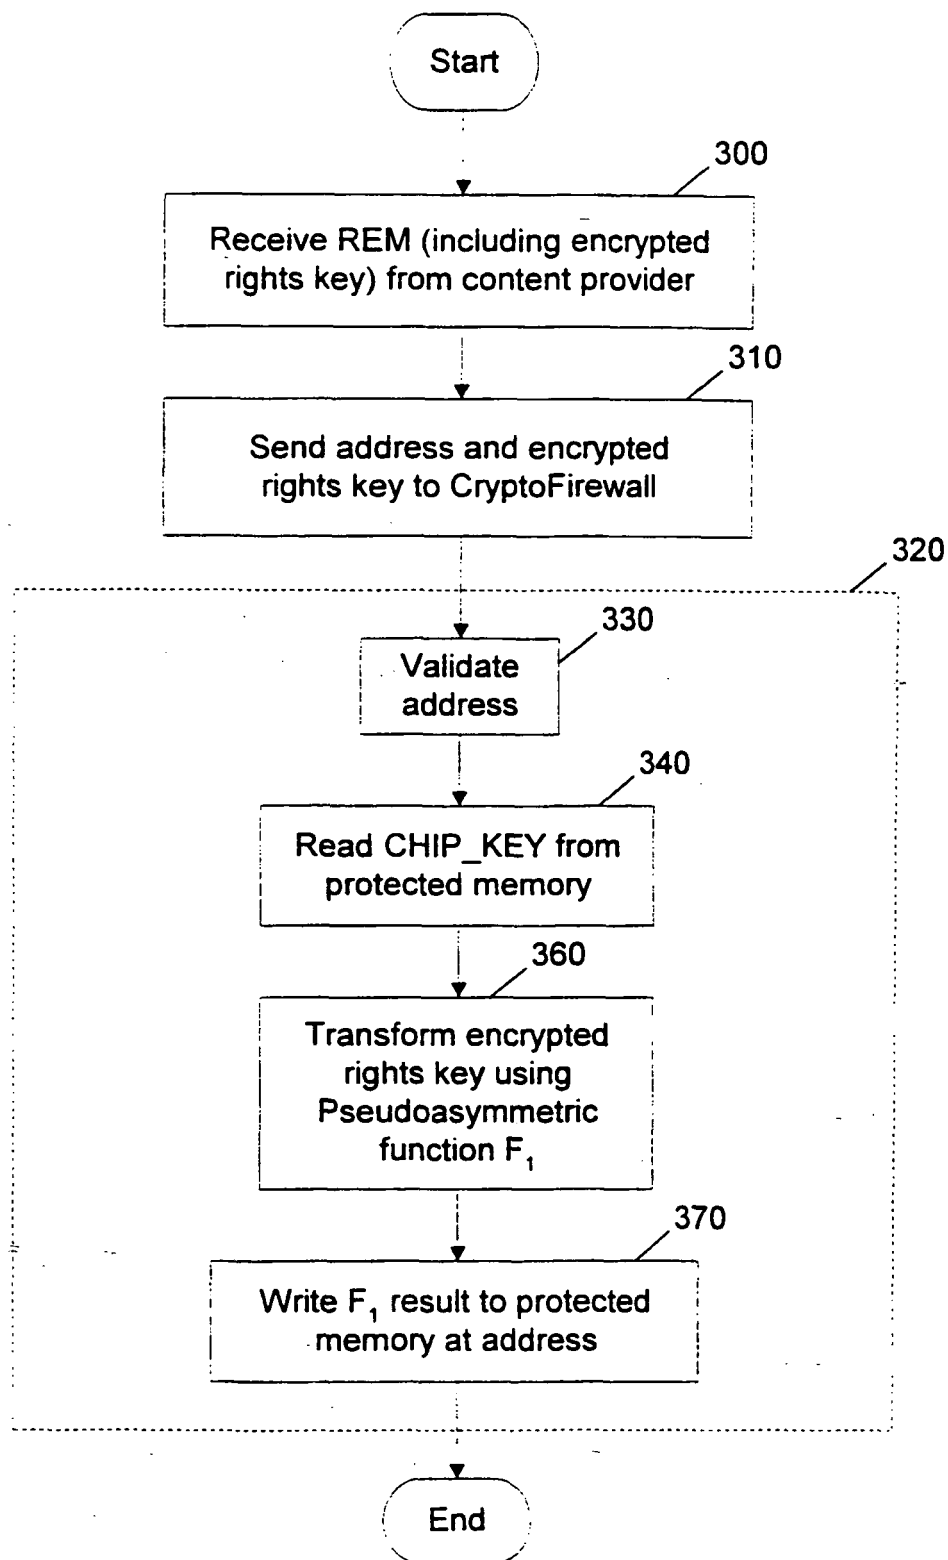 Start
300
Receive REM (including encrypted
rights key) from content provider
310
Send address and encrypted
rights key to CryptoFirewall
320
330
Validate
address
340
Read CHIP_KEY from
protected memory
360
Transform encrypted
rights key using
Pseudoasymmetric
function F₁
370
Write F₁ result to protected
memory at address
End